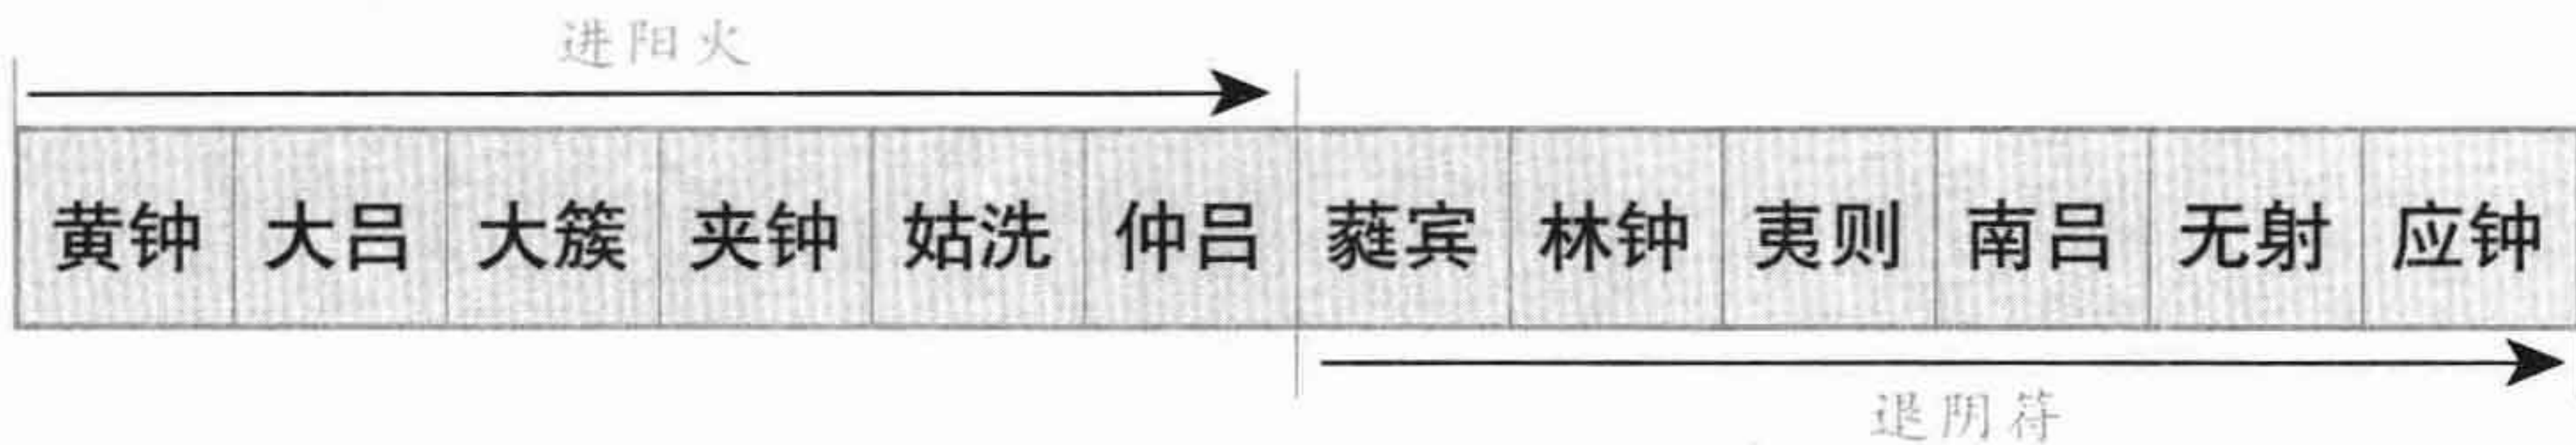 进阳火
黄钟 大吕 大簇 夹钟 姑洗 仲吕 蕤宾 林钟 夷则 南吕 无射 应钟
退阴符